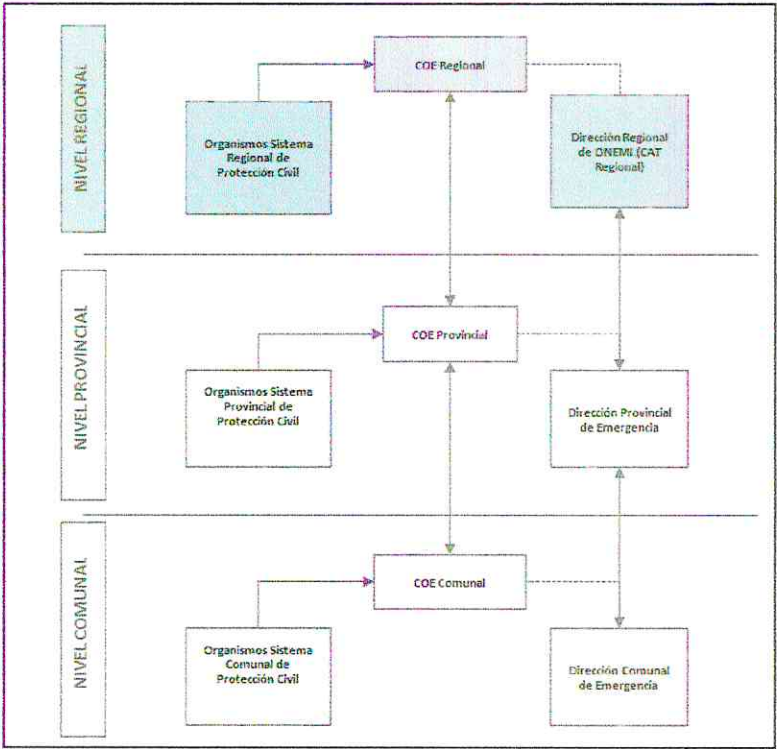 NIVEL REGIONAL
COE Regional
Organismos Sistema
Regional de
Protección Civil
Dirección Regional
de ONEMI (CAT
Regional)
NIVEL PROVINCIAL
COE Provincial
Organismos Sistema
Provincial de
Protección Civil
Dirección Provincial
de Emergencia
NIVEL COMUNAL
COE Comunal
Organismos Sistema
Comunal de
Protección Civil
Dirección Comunal
de Emergencia